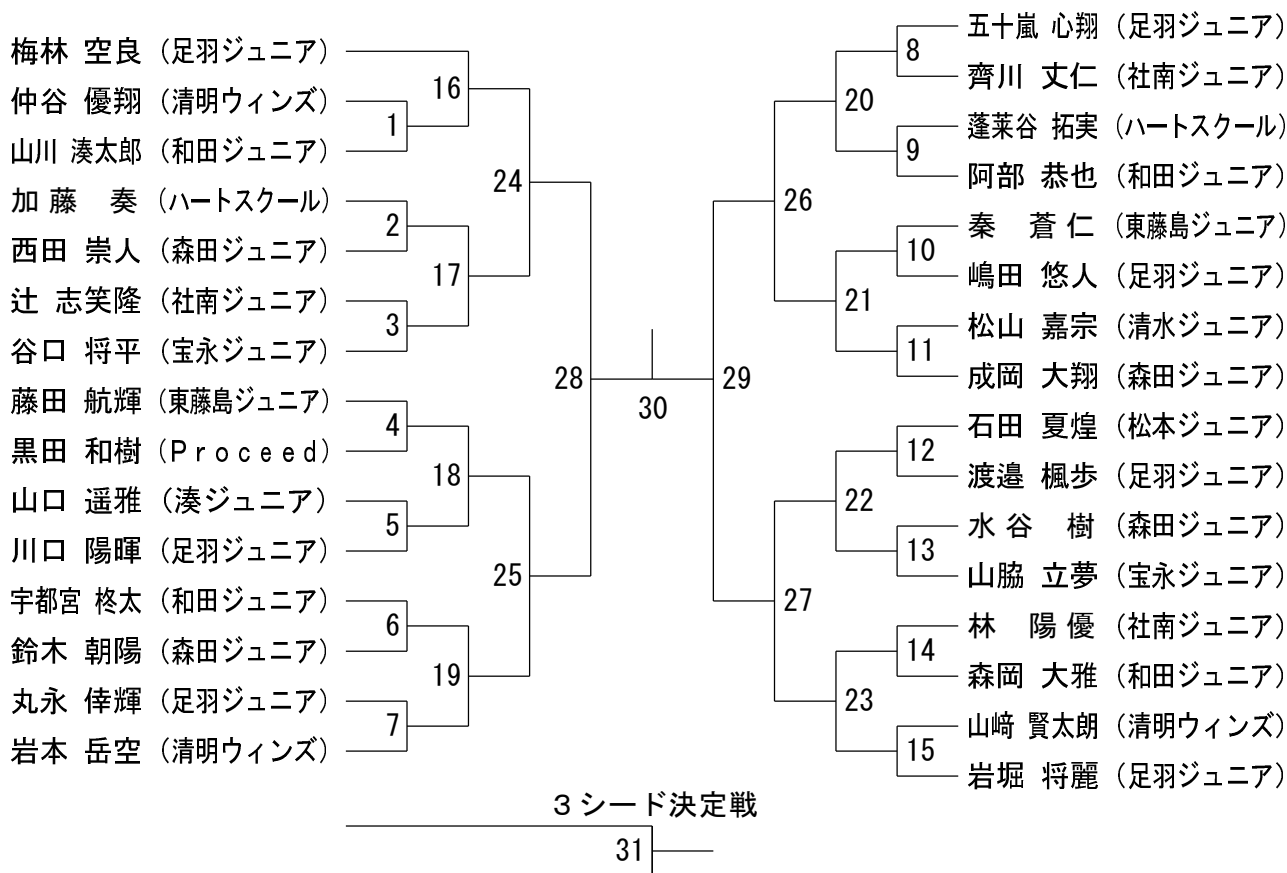 梅林 空良 (足羽ジュニア)
仲谷 優翔 (清明ウィンズ)
山川 湊太郎 (和田ジュニア)
加藤 奏 (ハートスクール)
西田 崇人 (森田ジュニア)
辻 志笑隆 (社南ジュニア)
谷口 将平 (宝永ジュニア)
藤田 航輝 (東藤島ジュニア)
黒田 和樹 (Proceed)
山口 遥雅 (湊ジュニア)
川口 陽暉 (足羽ジュニア)
宇都宮 柊太 (和田ジュニア)
鈴木 朝陽 (森田ジュニア)
丸永 倖輝 (足羽ジュニア)
岩本 岳空 (清明ウィンズ)
1
2
3
4
5
6
7
16
17
18
19
24
25
28
30
29
26
27
20
21
22
23
8
9
10
11
12
13
14
15
五十嵐 心翔 (足羽ジュニア)
齊川 丈仁 (社南ジュニア)
蓬莱谷 拓実 (ハートスクール)
阿部 恭也 (和田ジュニア)
秦 蒼仁 (東藤島ジュニア)
嶋田 悠人 (足羽ジュニア)
松山 嘉宗 (清水ジュニア)
成岡 大翔 (森田ジュニア)
石田 夏煌 (松本ジュニア)
渡邉 楓歩 (足羽ジュニア)
水谷 樹 (森田ジュニア)
山脇 立夢 (宝永ジュニア)
林 陽優 (社南ジュニア)
森岡 大雅 (和田ジュニア)
山﨑 賢太朗 (清明ウィンズ)
岩堀 将麗 (足羽ジュニア)
3シード決定戦
31